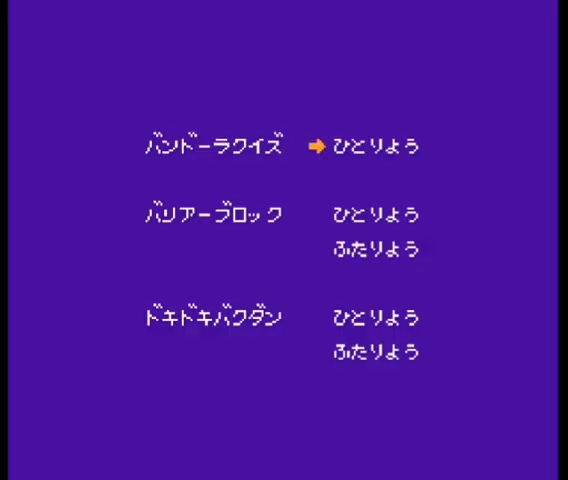 バンドーラクイズ ➡ ひとりよう
バリアーブロック ひとりよう
ふたりよう
ドキドキバクダン ひとりよう
ふたりよう